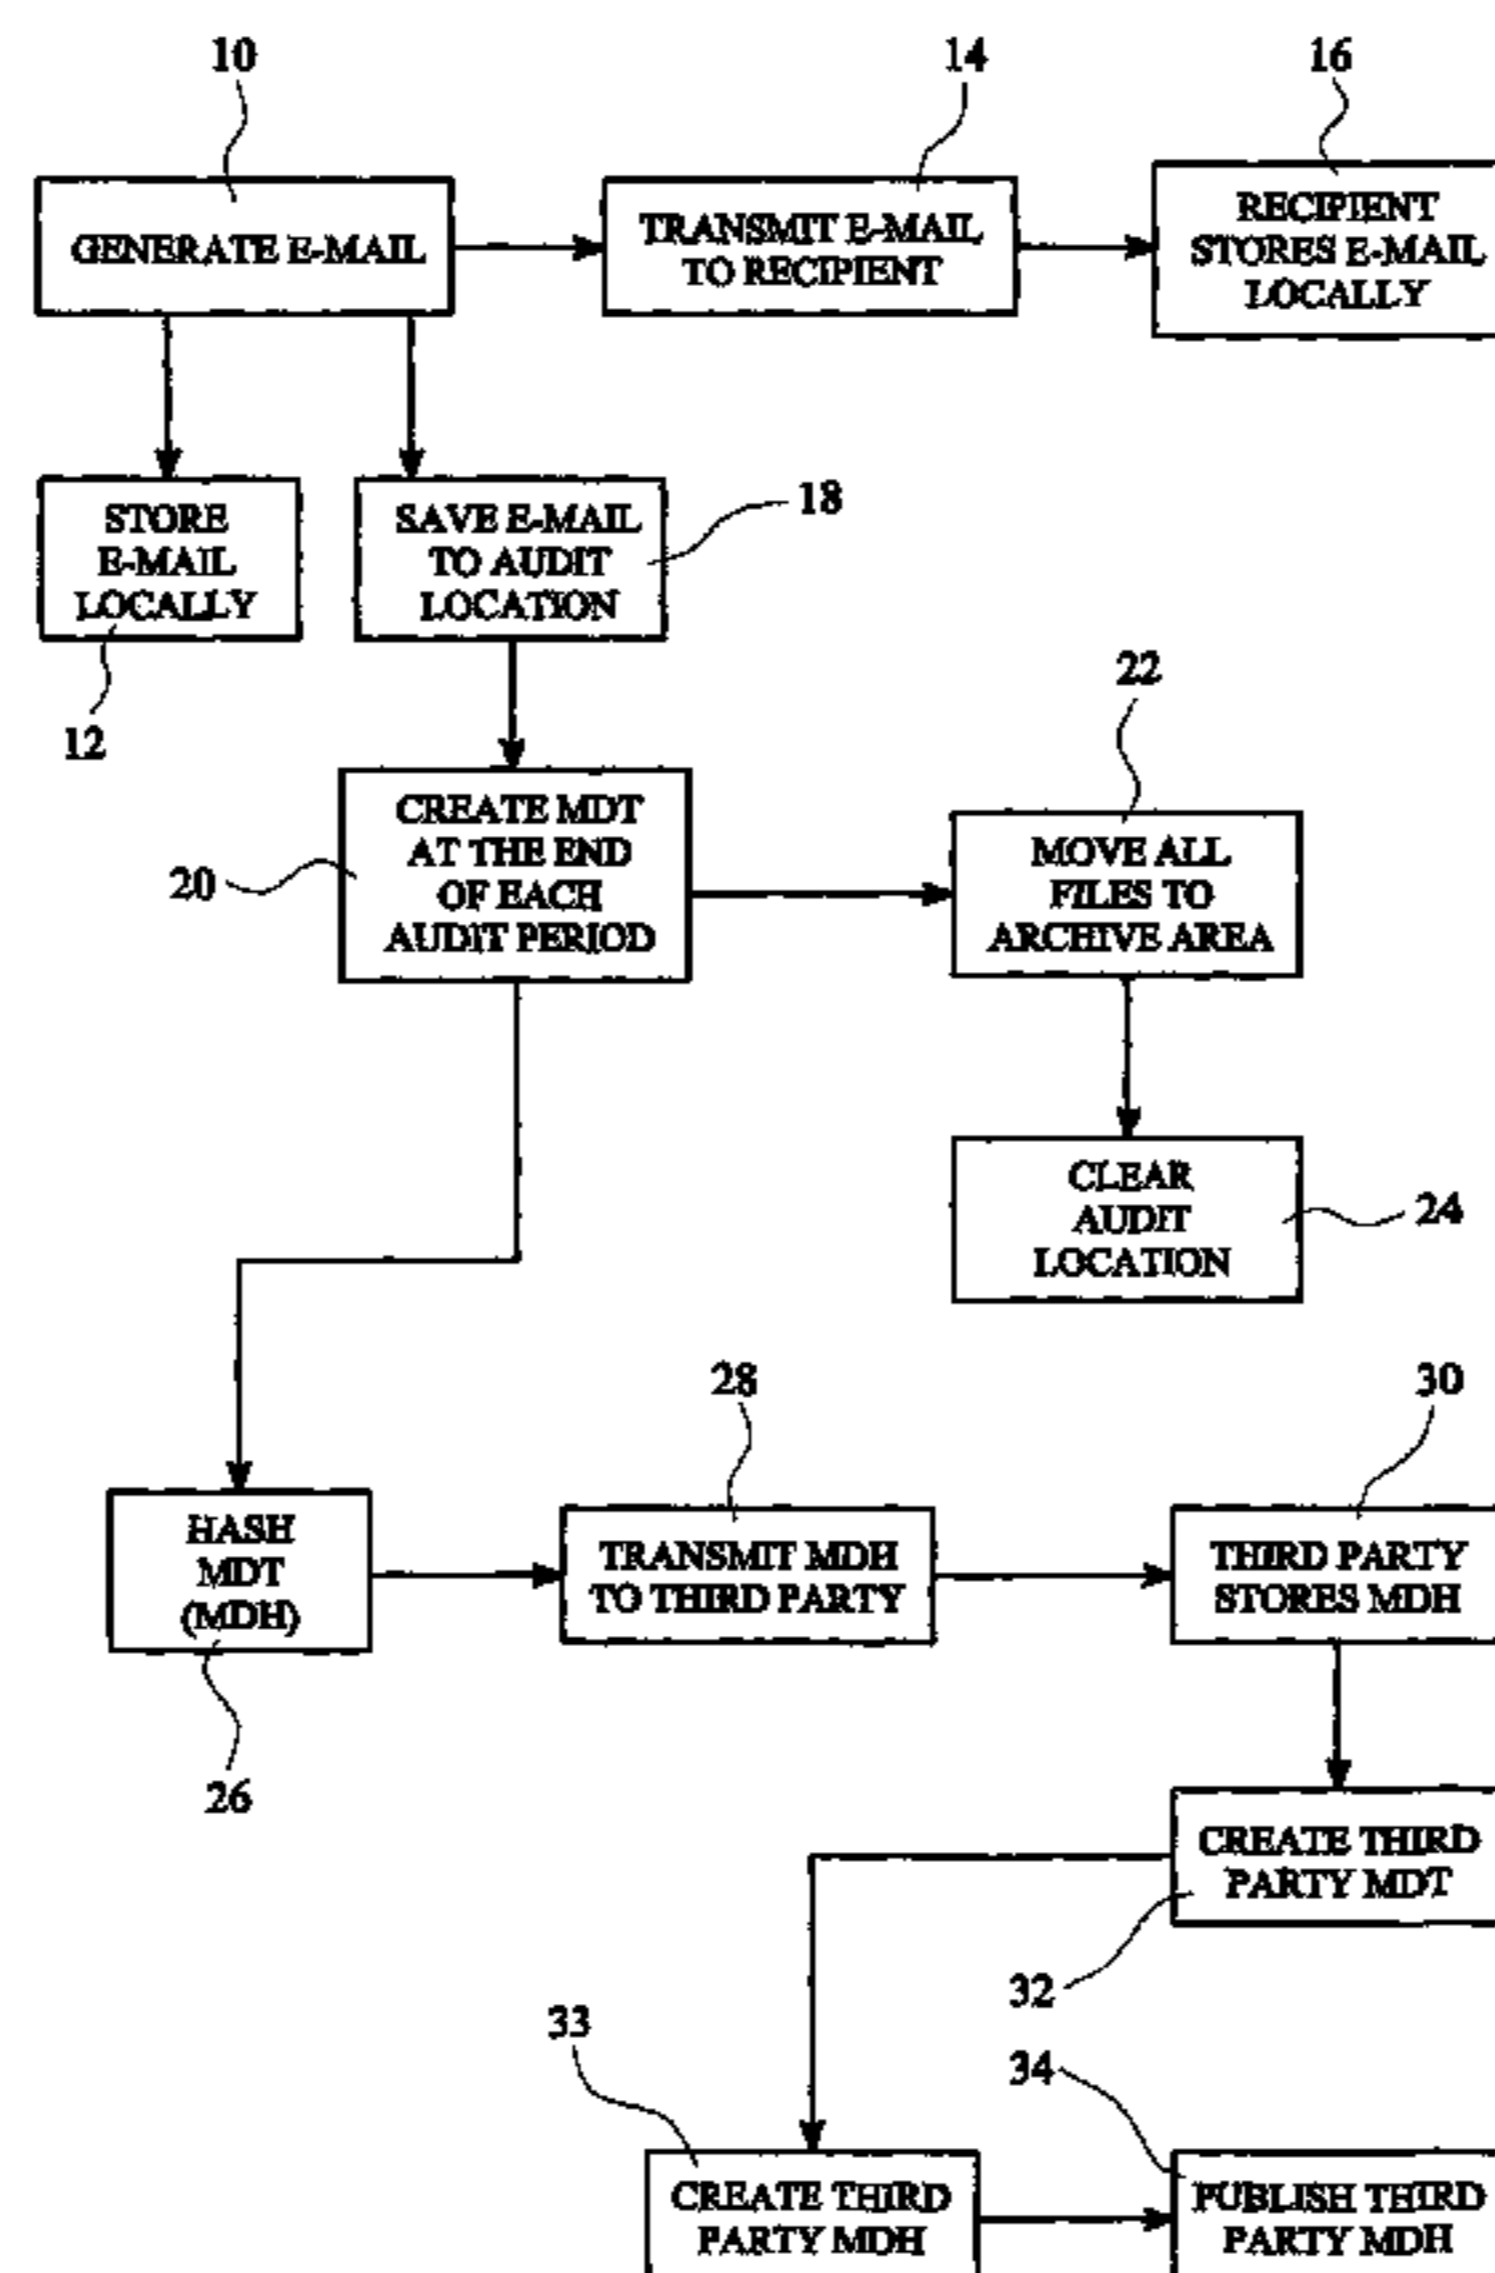 10
14
16
GENERATE E-MAIL
TRANSMIT E-MAIL
TO RECIPIENT
RECIPIENT
STORES E-MAIL
LOCALLY
STORE
E-MAIL
LOCALLY
12
SAVE E-MAIL
TO AUDIT
LOCATION
18
20
CREATE MDT
AT THE END
OF EACH
AUDIT PERIOD
22
MOVE ALL
FILES TO
ARCHIVE AREA
CLEAR
AUDIT
LOCATION
24
HASH
MDT
(MDH)
26
28
TRANSMIT MDH
TO THIRD PARTY
30
THIRD PARTY
STORES MDH
CREATE THIRD
PARTY MDT
32
33
CREATE THIRD
PARTY MDH
34
PUBLISH THIRD
PARTY MDH